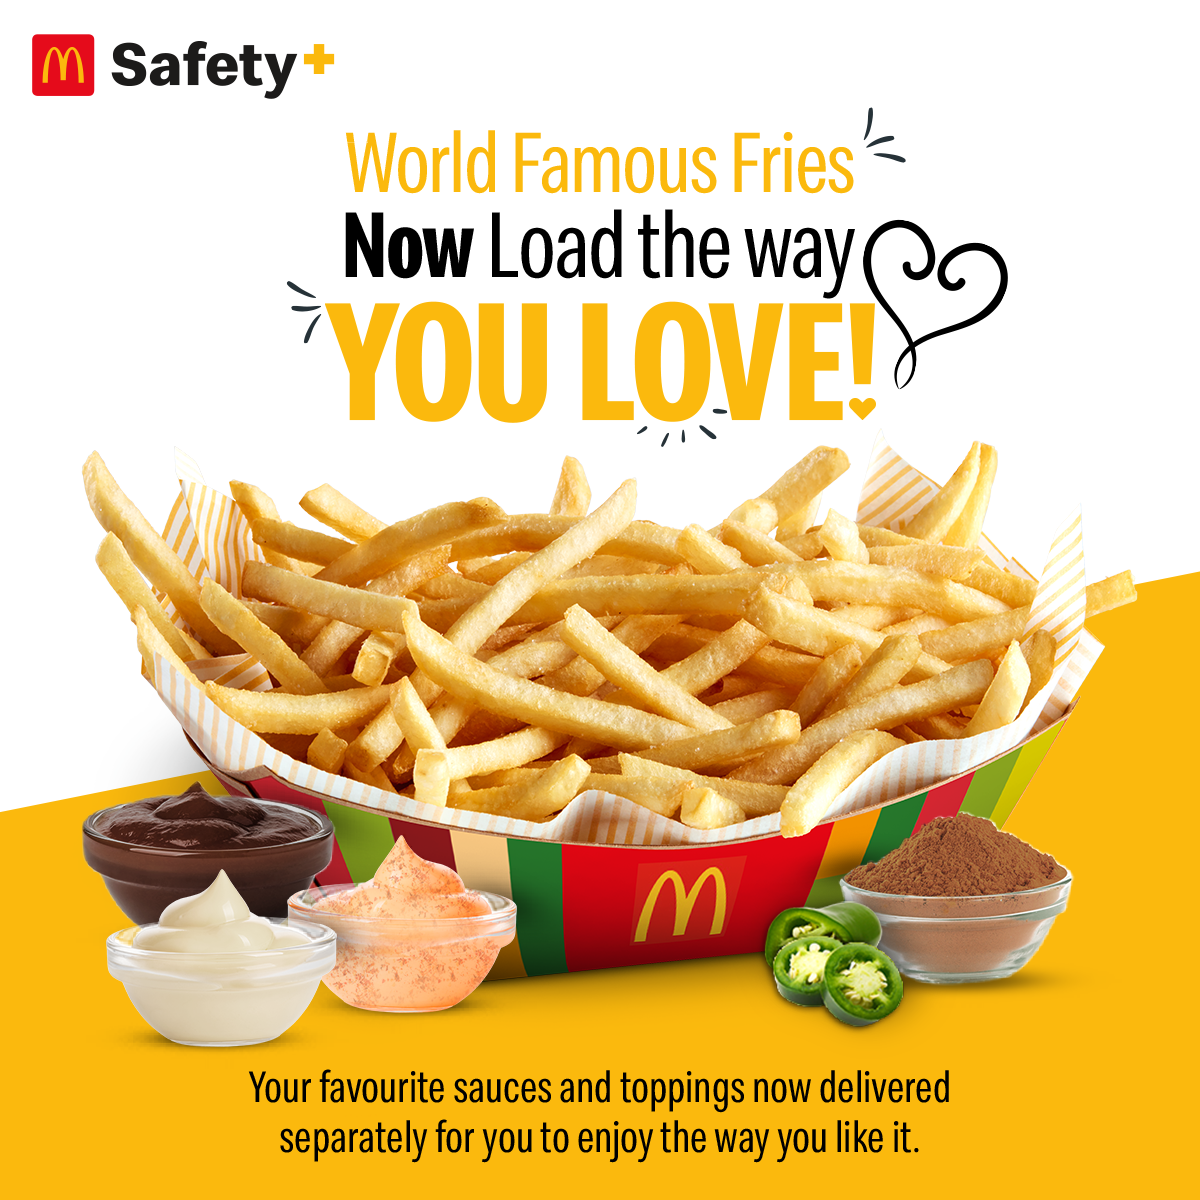 Safety+
World Famous Fries
Now Load the way
YOU LOVE!
Your favourite sauces and toppings now delivered
separately for you to enjoy the way you like it.